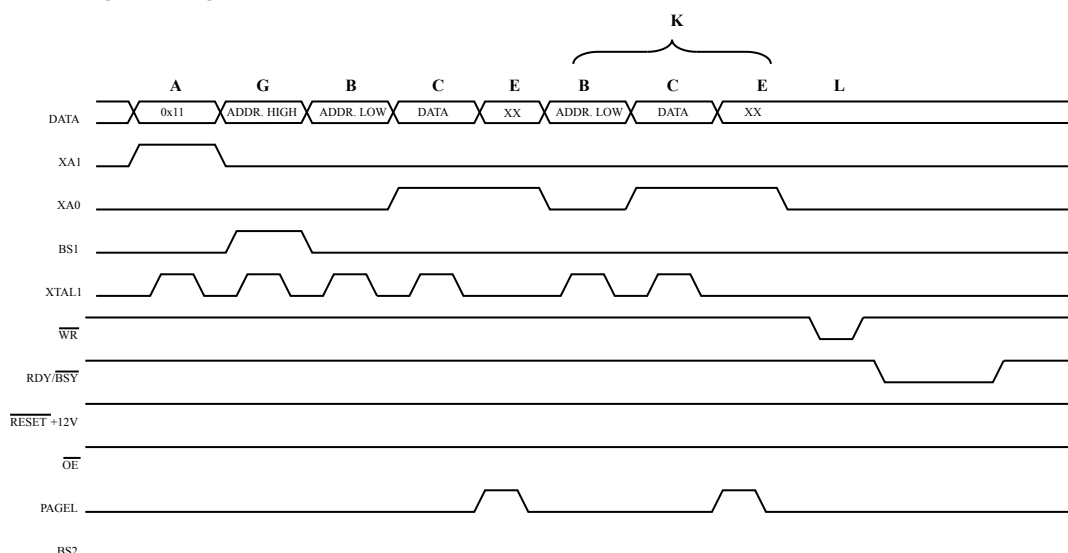 K
A G B C E B C E L
DATA 0x11 ADDR. HIGH ADDR. LOW DATA XX ADDR. LOW DATA XX
XA1
XA0
BS1
XTAL1
WR
RDY/BSY
RESET +12V
OE
PAGEL
BS2